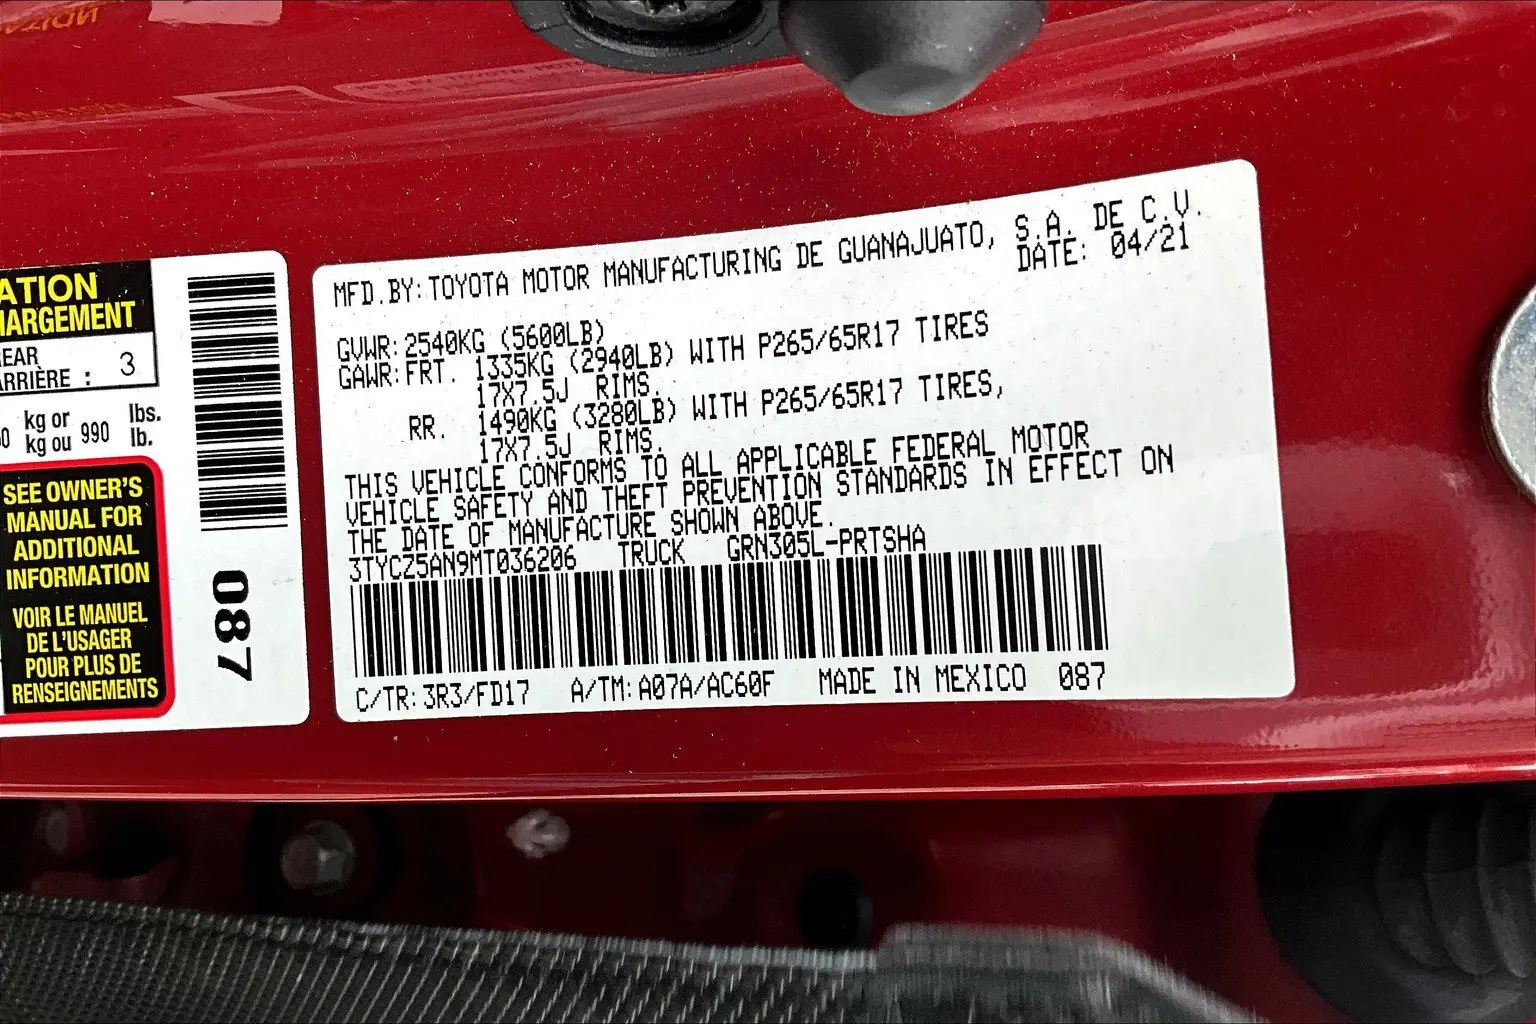 ATION
HARGEMENT
REAR
ARRIÈRE : 3
kg or lbs.
kg ou 990 lb.
SEE OWNER'S
MANUAL FOR
ADDITIONAL
INFORMATION
VOIR LE MANUEL
DE L'USAGER
POUR PLUS DE
RENSEIGNEMENTS
087
MFD.BY:TOYOTA MOTOR MANUFACTURING DE GUANAJUATO, S.A. DE C.V.
DATE: 04/21
GVWR:2540KG (5600LB)
GAWR:FRT. 1335KG (2940LB) WITH P265/65R17 TIRES
17X7.5J RIMS.
RR. 1490KG (3280LB) WITH P265/65R17 TIRES,
17X7.5J RIMS.
THIS VEHICLE CONFORMS TO ALL APPLICABLE FEDERAL MOTOR
VEHICLE SAFETY AND THEFT PREVENTION STANDARDS IN EFFECT ON
THE DATE OF MANUFACTURE SHOWN ABOVE.
3TYCZ5AN9MT036206 TRUCK GRN305L-PRTSHA
C/TR:3R3/FD17 A/TM:A07A/AC60F MADE IN MEXICO 087